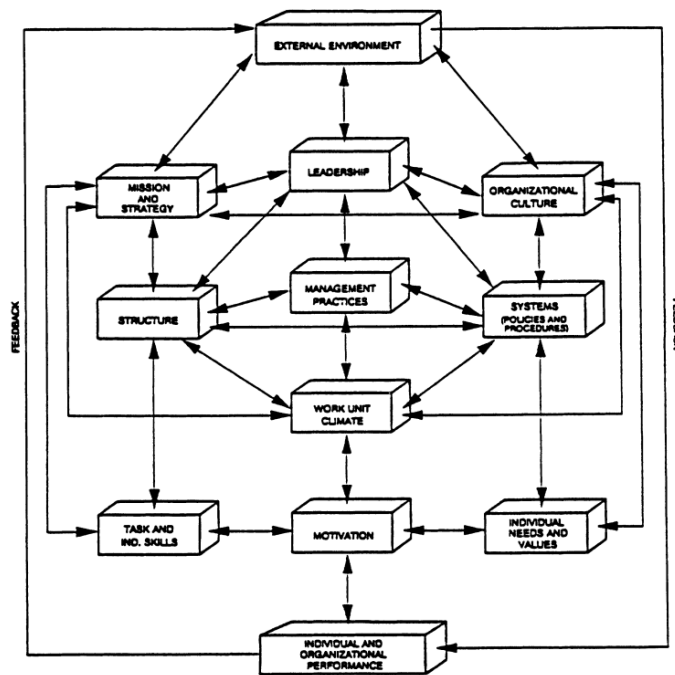 EXTERNAL ENVIRONMENT
LEADERSHIP
MISSION
AND
STRATEGY
ORGANIZATIONAL
CULTURE
MANAGEMENT
PRACTICES
STRUCTURE
SYSTEMS
(POLICIES AND
PROCEDURES)
FEEDBACK
WORK UNIT
CLIMATE
TASK AND
IND. SKILLS
MOTIVATION
INDIVIDUAL
NEEDS AND
VALUES
INDIVIDUAL AND
ORGANIZATIONAL
PERFORMANCE